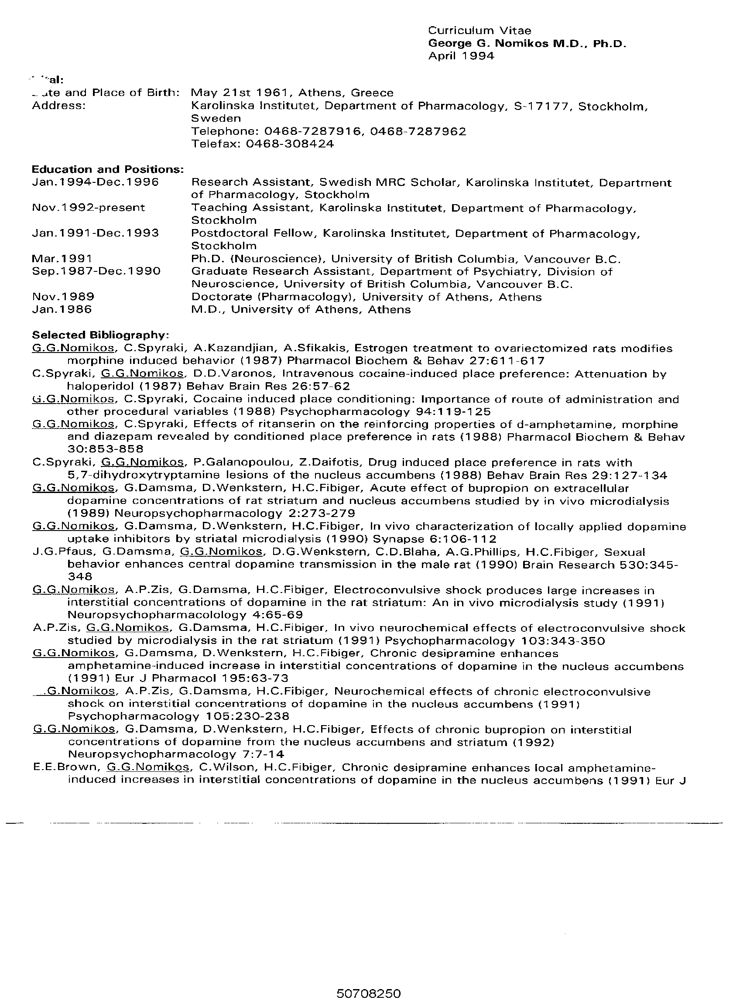 Curriculum Vitae
George G. Nomikos M.D., Ph.D.
April 1994
and Place of Birth: May 21st 1961, Athens, Greece
Address: Karolinska Institutet, Department of Pharmacology, S-17177, Stockholm,
Sweden
Telephone: 0468-7287916, 0468-7287962
Telefax: 0468-308424
Education and Positions:
Jan.1994-Dec.1996 Research Assistant, Swedish MRC Scholar, Karolinska Institutet, Department
of Pharmacology, Stockholm
Nov.1992-present Teaching Assistant, Karolinska Institutet, Department of Pharmacology,
Stockholm
Jan.1991-Dec.1993 Postdoctoral Fellow, Karolinska Institutet, Department of Pharmacology,
Stockholm
Mar.1991 Ph.D. (Neuroscience), University of British Columbia, Vancouver B.C.
Sep.1987-Dec.1990 Graduate Research Assistant, Department of Psychiatry, Division of
Neuroscience, University of British Columbia, Vancouver B.C.
Nov.1989 Doctorate (Pharmacology), University of Athens, Athens
Jan.1986 M.D., University of Athens, Athens
Selected Bibliography:
G.G.Nomikos, C.Spyraki, A.Kazandjian, A.Sfikakis, Estrogen treatment to ovariectomized rats modifies
morphine induced behavior (1987) Pharmacol Biochem & Behav 27:611-617
C.Spyraki, G.G.Nomikos, D.D.Varonos, Intravenous cocaine-induced place preference: Attenuation by
haloperidol (1987) Behav Brain Res 26:57-62
G.G.Nomikos, C.Spyraki, Cocaine induced place conditioning: Importance of route of administration and
other procedural variables (1988) Psychopharmacology 94:119-125
G.G.Nomikos, C.Spyraki, Effects of ritanserin on the reinforcing properties of d-amphetamine, morphine
and diazepam revealed by conditioned place preference in rats (1988) Pharmacol Biochem & Behav
30:853-858
C.Spyraki, G.G.Nomikos, P.Galanopoulou, Z.Daifotis, Drug induced place preference in rats with
5,7-dihydroxytryptamine lesions of the nucleus accumbens (1988) Behav Brain Res 29:127-134
G.G.Nomikos, G.Damsma, D.Wenkstern, H.C.Fibiger, Acute effect of bupropion on extracellular
dopamine concentrations of rat striatum and nucleus accumbens studied by in vivo microdialysis
(1989) Neuropsychopharmacology 2:273-279
G.G.Nomikos, G.Damsma, D.Wenkstern, H.C.Fibiger, In vivo characterization of locally applied dopamine
uptake inhibitors by striatal microdialysis (1990) Synapse 6:106-112
J.G.Pfaus, G.Damsma, G.G.Nomikos, D.G.Wenkstern, C.D.Blaha, A.G.Phillips, H.C.Fibiger, Sexual
behavior enhances central dopamine transmission in the male rat (1990) Brain Research 530:345-
348
G.G.Nomikos, A.P.Zis, G.Damsma, H.C.Fibiger, Electroconvulsive shock produces large increases in
interstitial concentrations of dopamine in the rat striatum: An in vivo microdialysis study (1991)
Neuropsychopharmacolology 4:65-69
A.P.Zis, G.G.Nomikos, G.Damsma, H.C.Fibiger, In vivo neurochemical effects of electroconvulsive shock
studied by microdialysis in the rat striatum (1991) Psychopharmacology 103:343-350
G.G.Nomikos, G.Damsma, D.Wenkstern, H.C.Fibiger, Chronic desipramine enhances
amphetamine-induced increase in interstitial concentrations of dopamine in the nucleus accumbens
(1991) Eur J Pharmacol 195:63-73
.G.Nomikos, A.P.Zis, G.Damsma, H.C.Fibiger, Neurochemical effects of chronic electroconvulsive
shock on interstitial concentrations of dopamine in the nucleus accumbens (1991)
Psychopharmacology 105:230-238
G.G.Nomikos, G.Damsma, D.Wenkstern, H.C.Fibiger, Effects of chronic bupropion on interstitial
concentrations of dopamine from the nucleus accumbens and striatum (1992)
Neuropsychopharmacology 7:7-14
E.E.Brown, G.G.Nomikos, C.Wilson, H.C.Fibiger, Chronic desipramine enhances local amphetamine-
induced increases in interstitial concentrations of dopamine in the nucleus accumbens (1991) Eur J
50708250